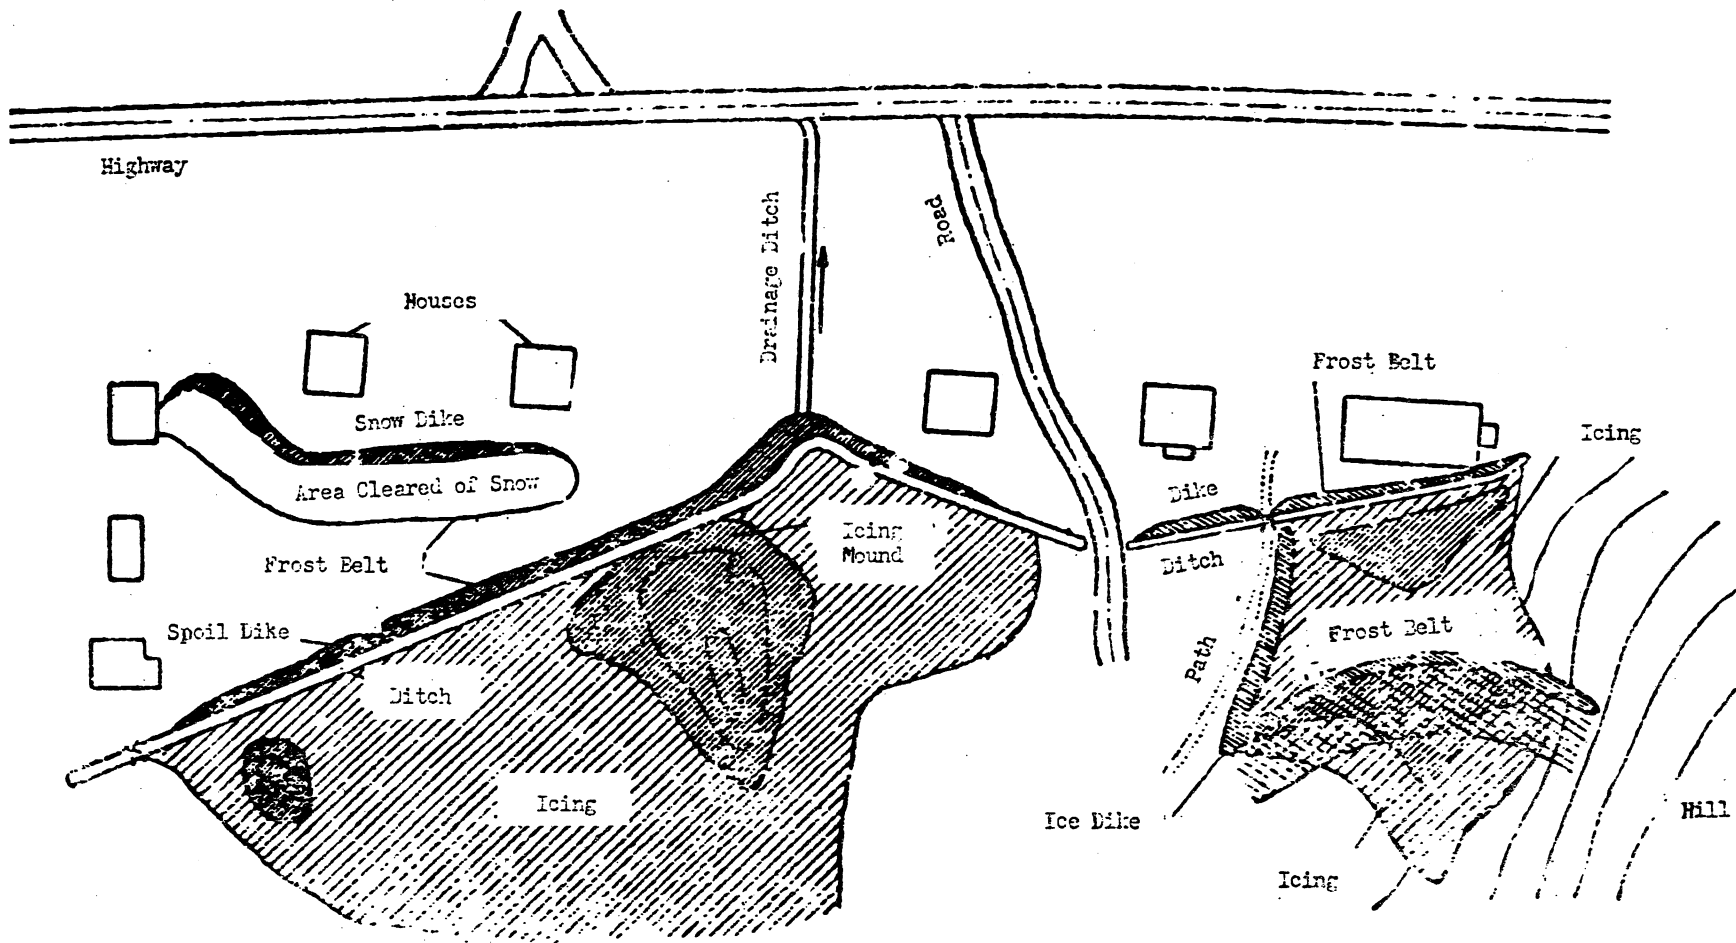 Highway
Drainage Ditch
Road
Houses
Frost Belt
Icing
Snow Dike
Area Cleared of Snow
Dike
Icing
Mound
Ditch
Frost Belt
Spoil Dike
Frost Belt
Path
Ditch
Icing
Ice Dike
Hill
Icing